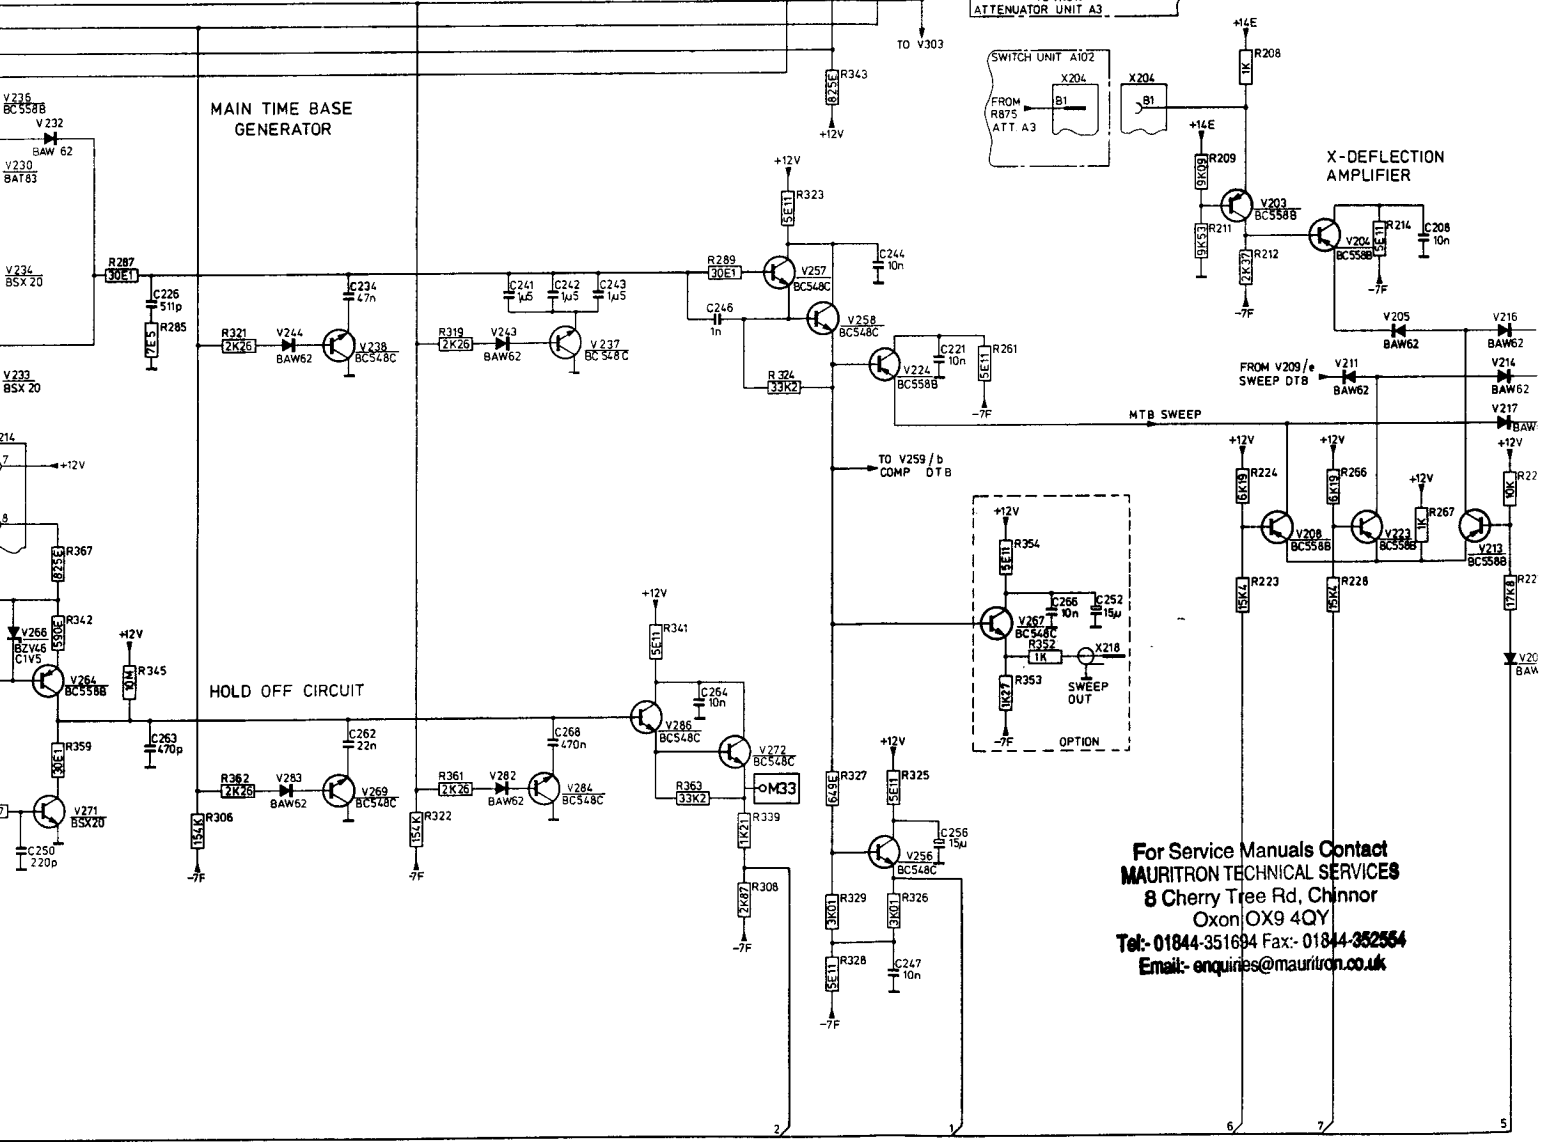 ATTENUATOR UNIT A3
TO V303
+14E
R208
1K
R343
825E
+12V
SWITCH UNIT A102
X204
X204
FROM
R875
ATT. A3
B1
B1
V236
BC558B
V232
BAW 62
V230
BAT83
MAIN TIME BASE
GENERATOR
+14E
R209
9K09
X-DEFLECTION
AMPLIFIER
+12V
R323
5E11
V203
BC558B
R211
9K53
R212
2K37
-7F
V204
BC558B
R214
5E11
C208
10n
-7F
V234
BSX 20
R287
30E1
C226
511p
R285
7E5
C234
47n
C241
1µ5
C242
1µ5
C243
1µ5
R289
30E1
V257
BC548C
C244
10n
C246
1n
V258
BC548C
R321
2K26
V244
BAW62
V238
BC548C
R319
2K26
V243
BAW62
V237
BC548C
V205
BAW62
V216
BAW62
V233
BSX 20
R324
33K2
V224
BC558B
C221
10n
R261
5E11
-7F
FROM V209/e
SWEEP DTB
V211
BAW62
V214
BAW62
MTB SWEEP
V217
BAW
214
7
+12V
8
TO V259/b
COMP DTB
+12V
R224
6K19
+12V
R266
6K19
+12V
R267
1K
+12V
R22
10K
V208
BC558B
V223
BC558B
V213
BC558B
R367
825E
R342
590E
V266
BZV46
C1V5
V264
BC558B
+12V
R345
10M
+12V
R354
5E11
C266
10n
C252
15µ
V267
BC548C
R352
1K
X218
R353
1K27
SWEEP
OUT
-7F
OPTION
R223
15K4
R228
15K4
R22
17K8
V20
BAW
HOLD OFF CIRCUIT
+12V
R341
5E11
C264
10n
V286
BC548C
V272
BC548C
M33
R363
33K2
R339
1K21
R308
2K87
-7F
R359
30E1
C263
470p
C262
22n
C268
470n
R362
2K26
V283
BAW62
V269
BC548C
R361
2K26
V282
BAW62
V284
BC548C
7
V271
BSX20
C250
220p
R306
154K
-7F
R322
154K
-7F
R327
649E
+12V
R325
5E11
V256
BC548C
C256
15µ
R329
3K01
R326
3K01
R328
5E11
C247
10n
-7F
For Service Manuals Contact
MAURITRON TECHNICAL SERVICES
8 Cherry Tree Rd, Chinnor
Oxon OX9 4QY
Tel:- 01844-351694 Fax:- 01844-352554
Email:- enquiries@mauritron.co.uk
2
1
6
7
5